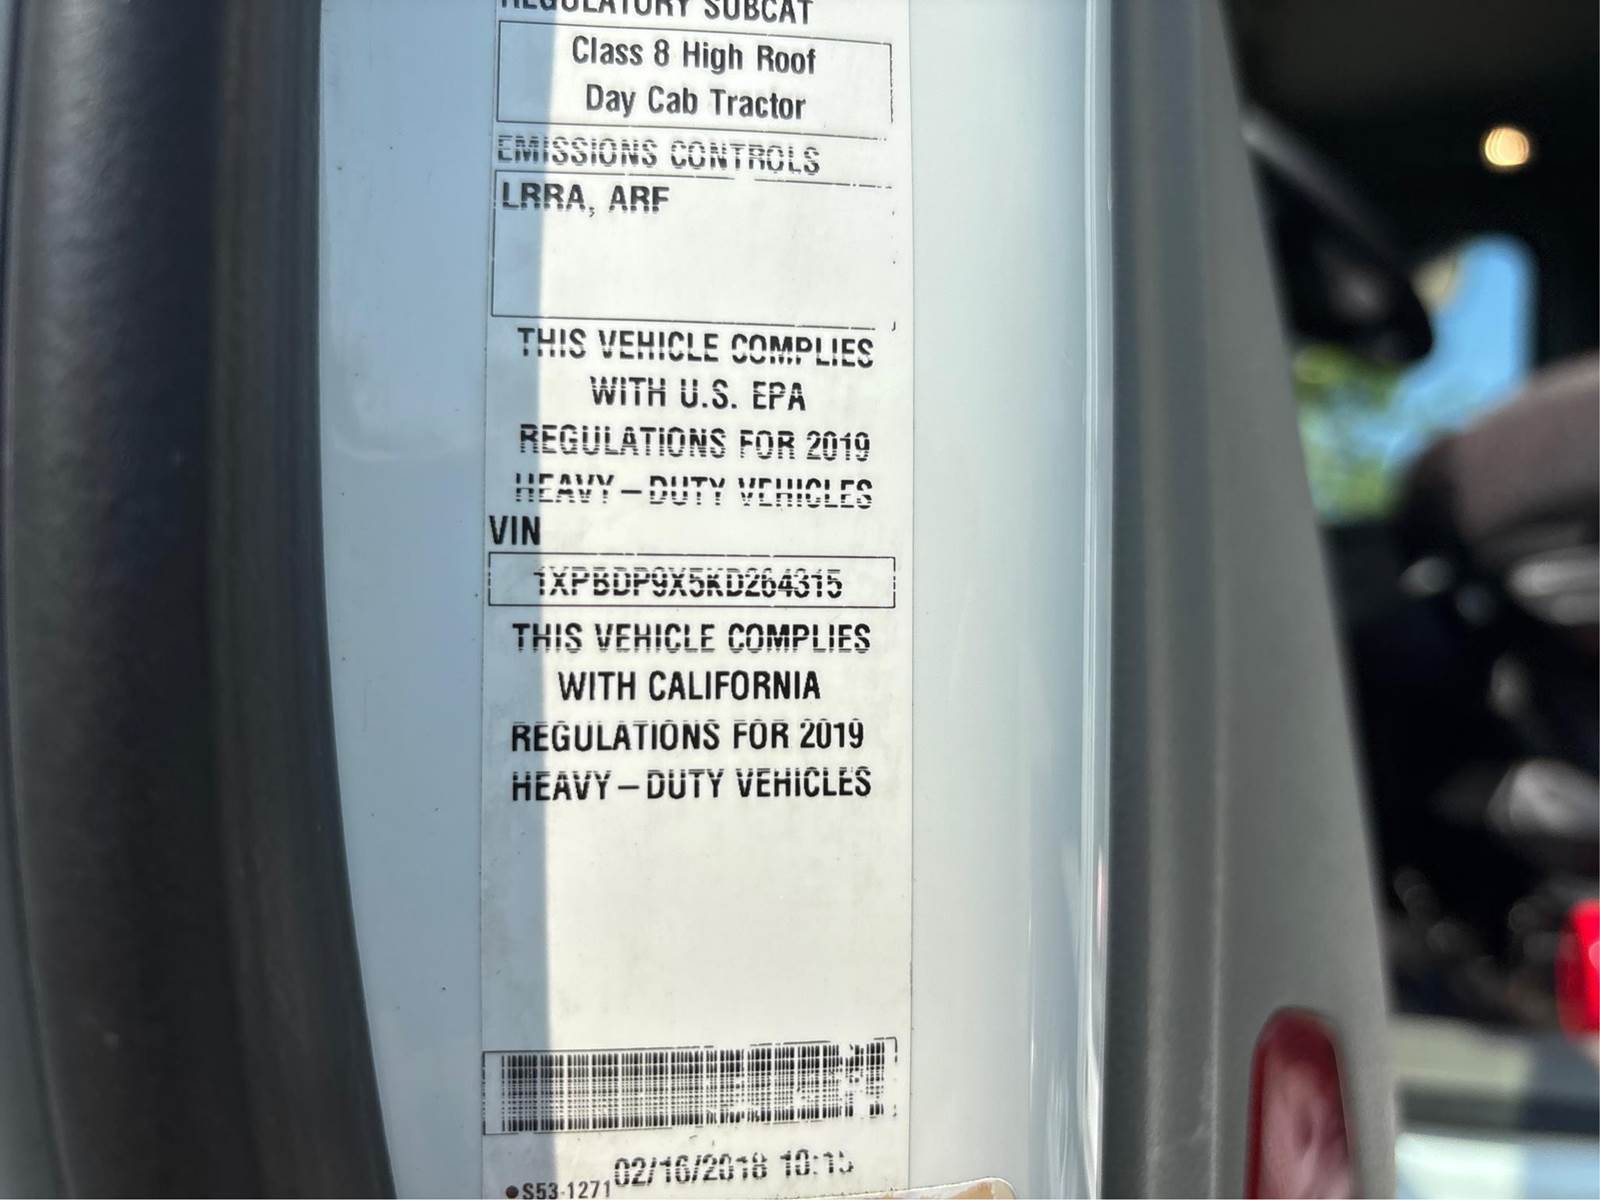 REGULATORY SUBCAT
Class 8 High Roof
Day Cab Tractor
EMISSIONS CONTROLS
LRRA, ARF
THIS VEHICLE COMPLIES
WITH U.S. EPA
REGULATIONS FOR 2019
HEAVY-DUTY VEHICLES
VIN
1XPBDP9X5KD264315
THIS VEHICLE COMPLIES
WITH CALIFORNIA
REGULATIONS FOR 2019
HEAVY-DUTY VEHICLES
02/16/2018
S53-1271